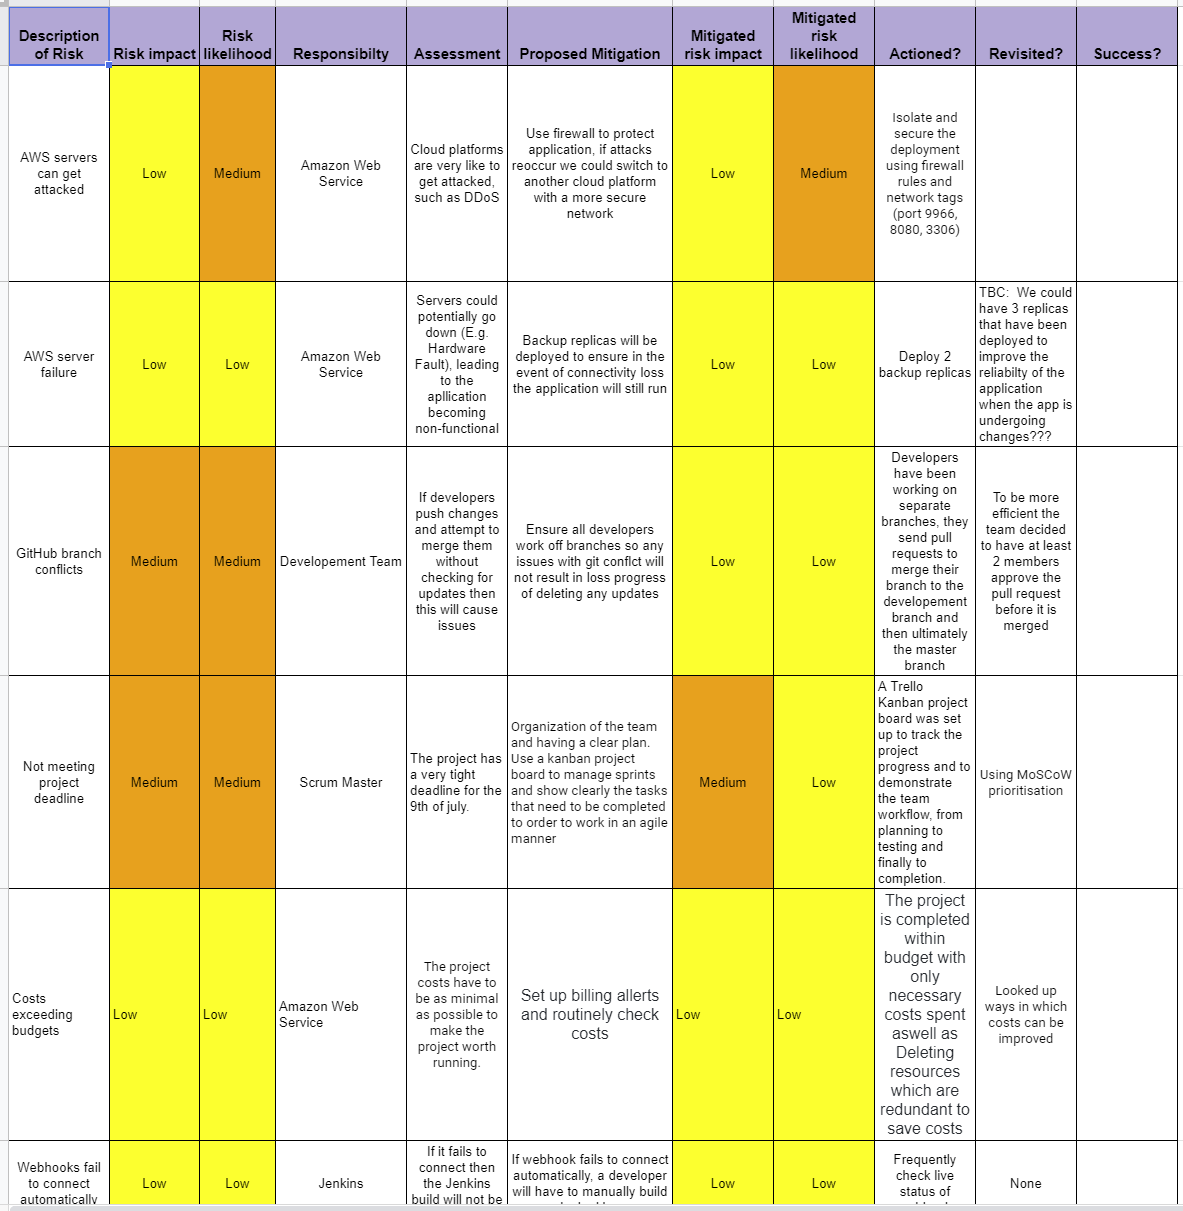 Description
of Risk
Risk impact
Risk
likelihood
Responsibilty
Assessment
Proposed Mitigation
Mitigated
risk impact
Mitigated
risk
likelihood
Actioned?
Revisited?
Success?
AWS servers
can get
attacked
Low
Medium
Amazon Web
Service
Cloud platforms
are very like to
get attacked,
such as DDoS
Use firewall to protect
application, if attacks
reoccur we could switch to
another cloud platform
with a more secure
network
Low
Medium
Isolate and
secure the
deployment
using firewall
rules and
network tags
(port 9966,
8080, 3306)
AWS server
failure
Low
Low
Amazon Web
Service
Servers could
potentially go
down (E.g.
Hardware
Fault), leading
to the
apllication
becoming
non-functional
Backup replicas will be
deployed to ensure in the
event of connectivity loss
the application will still run
Low
Low
Deploy 2
backup replicas
TBC: We could
have 3 replicas
that have been
deployed to
improve the
reliabilty of the
application
when the app is
undergoing
changes???
GitHub branch
conflicts
Medium
Medium
Developement Team
If developers
push changes
and attempt to
merge them
without
checking for
updates then
this will cause
issues
Ensure all developers
work off branches so any
issues with git conflct will
not result in loss progress
of deleting any updates
Low
Low
Developers
have been
working on
separate
branches, they
send pull
requests to
merge their
branch to the
developement
branch and
then ultimately
the master
branch
To be more
efficient the
team decided
to have at least
2 members
approve the
pull request
before it is
merged
Not meeting
project
deadline
Medium
Medium
Scrum Master
The project has
a very tight
deadline for the
9th of july.
Organization of the team
and having a clear plan.
Use a kanban project
board to manage sprints
and show clearly the tasks
that need to be completed
to order to work in an agile
manner
Medium
Low
A Trello
Kanban project
board was set
up to track the
project
progress and to
demonstrate
the team
workflow, from
planning to
testing and
finally to
completion.
Using MoSCoW
prioritisation
Costs
exceeding
budgets
Low
Low
Amazon Web
Service
The project
costs have to
be as minimal
as possible to
make the
project worth
running.
Set up billing allerts
and routinely check
costs
Low
Low
The project
is completed
within
budget with
only
necessary
costs spent
aswell as
Deleting
resources
which are
redundant to
save costs
Looked up
ways in which
costs can be
improved
Webhooks fail
to connect
automatically
Low
Low
Jenkins
If it fails to
connect then
the Jenkins
build will not be
If webhook fails to connect
automatically, a developer
will have to manually build
Low
Low
Frequently
check live
status of
None